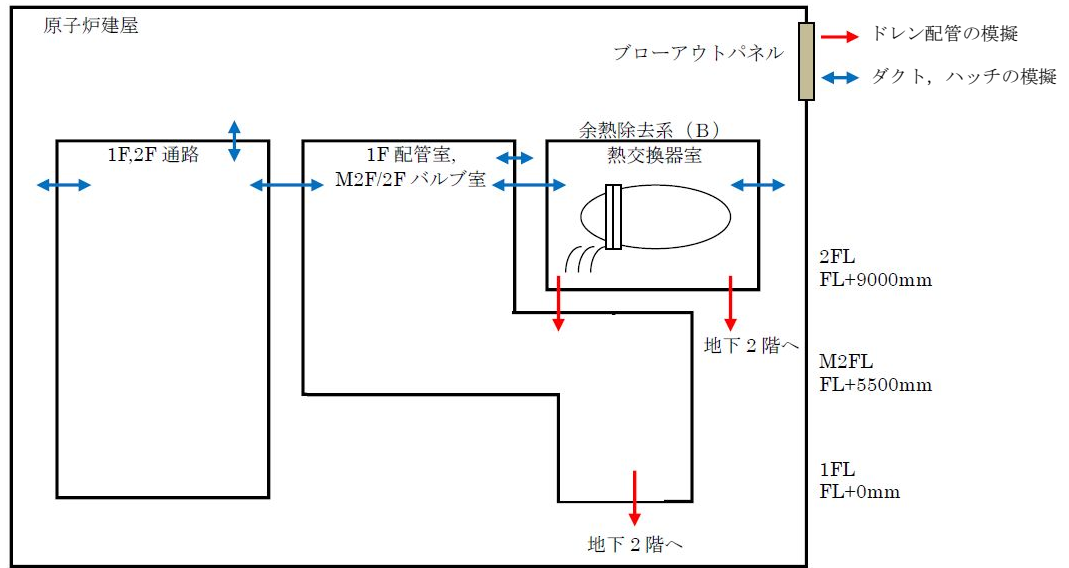 原子炉建屋
ブローアウトパネル
ドレン配管の模擬
ダクト，ハッチの模擬
1F,2F 通路
1F 配管室,
M2F/2F バルブ室
余熱除去系（B）
熱交換器室
2FL
FL+9000mm
地下 2 階へ
M2FL
FL+5500mm
1FL
FL+0mm
地下 2 階へ